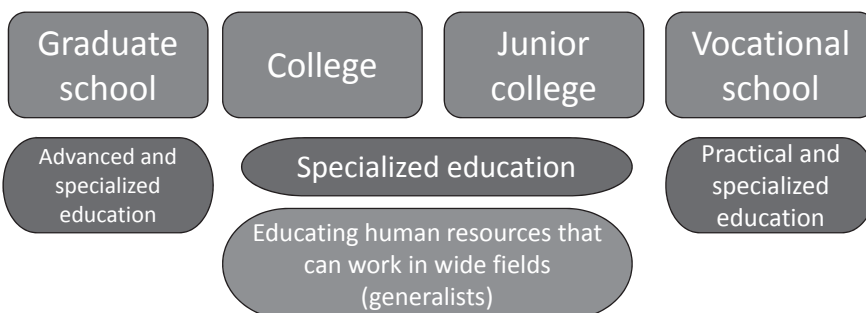 Graduate
school
College
Junior
college
Vocational
school
Advanced and
specialized
education
Specialized education
Practical and
specialized
education
Educating human resources that
can work in wide fields
(generalists)